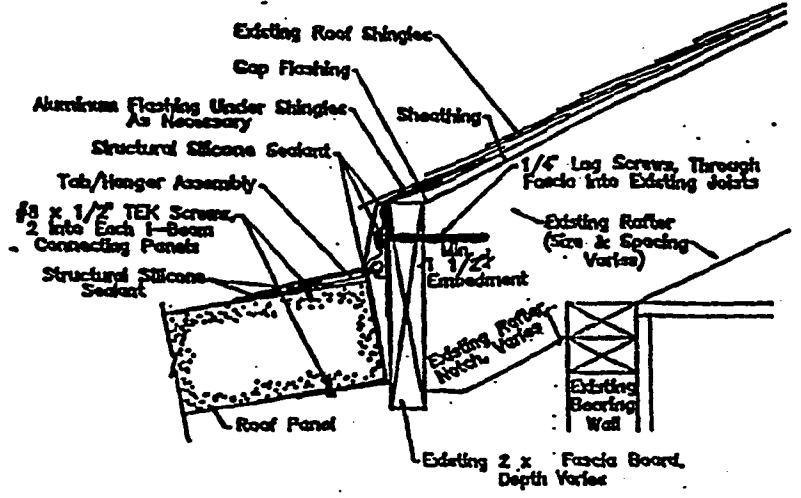 Existing Roof Shingles
Gap Flashing
Aluminum Flashing Under Shingles
As Necessary
Sheathing
Structural Silicone Sealant
1/4" Lag Screws, Through
Fascia Into Existing Joists
Tab/Hanger Assembly
#8 x 1/2" TEK Screws,
2 Into Each I-Beam
Connecting Panels
Existing Rafter
(Size & Spacing
Varies)
Min.
1 1/2"
Embedment
Structural Silicone
Sealant
Existing Rafter
Notch, Varies
Existing
Bearing
Wall
Roof Panel
Existing 2 x Fascia Board,
Depth Varies